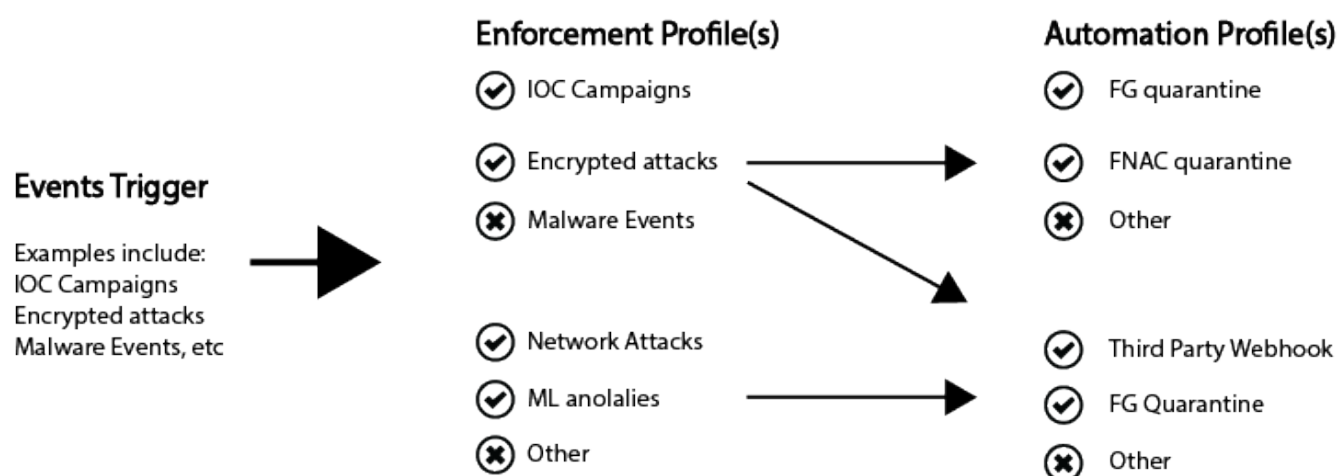 Events Trigger
Examples include:
IOC Campaigns
Encrypted attacks
Malware Events, etc
Enforcement Profile(s)
IOC Campaigns
Encrypted attacks
Malware Events
Network Attacks
ML anolalies
Other
Automation Profile(s)
FG quarantine
FNAC quarantine
Other
Third Party Webhook
FG Quarantine
Other